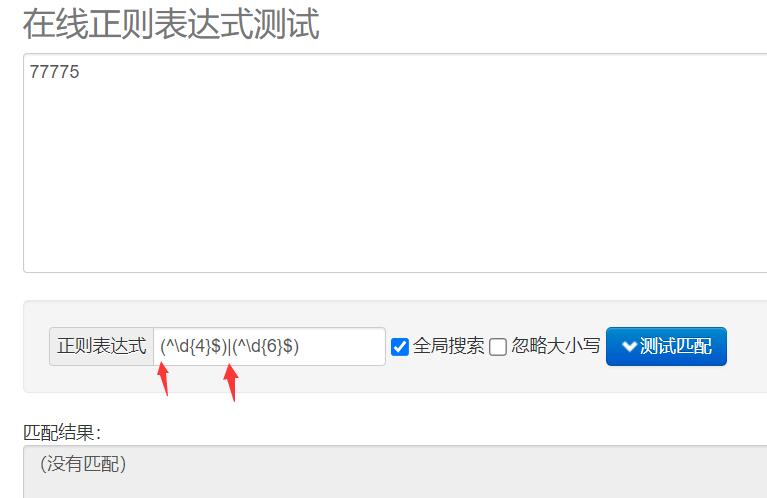 在线正则表达式测试
77775
正则表达式 (^\d{4}$)|(^\d{6}$) 全局搜索 忽略大小写 测试匹配
匹配结果:
(没有匹配)